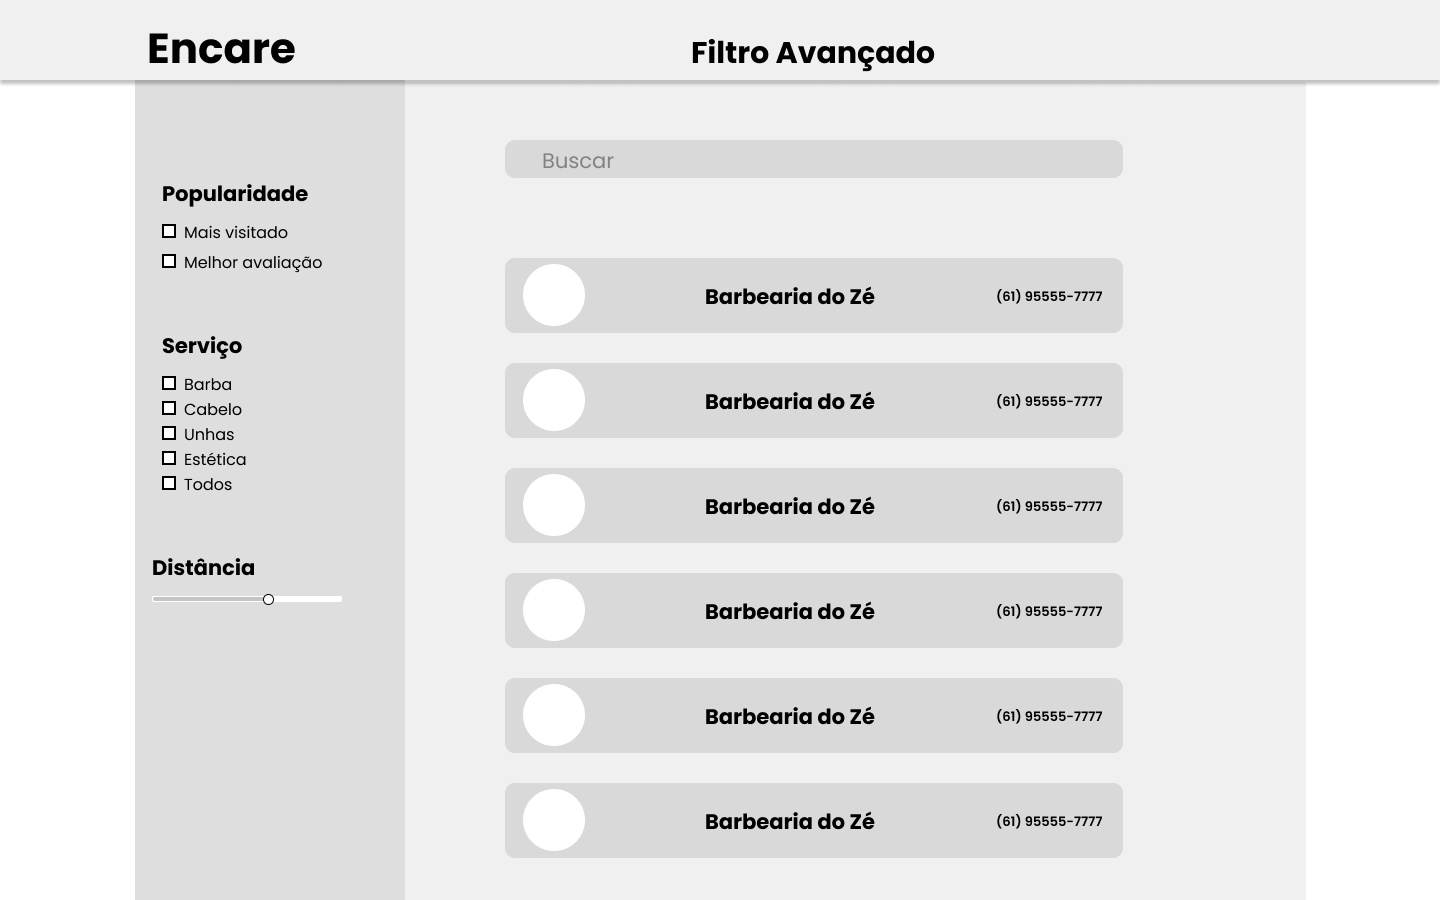 Encare
Filtro Avançado
Popularidade
Mais visitado
Melhor avaliação
Serviço
Barba
Cabelo
Unhas
Estética
Todos
Distância
Buscar
Barbearia do Zé (61) 95555-7777
Barbearia do Zé (61) 95555-7777
Barbearia do Zé (61) 95555-7777
Barbearia do Zé (61) 95555-7777
Barbearia do Zé (61) 95555-7777
Barbearia do Zé (61) 95555-7777